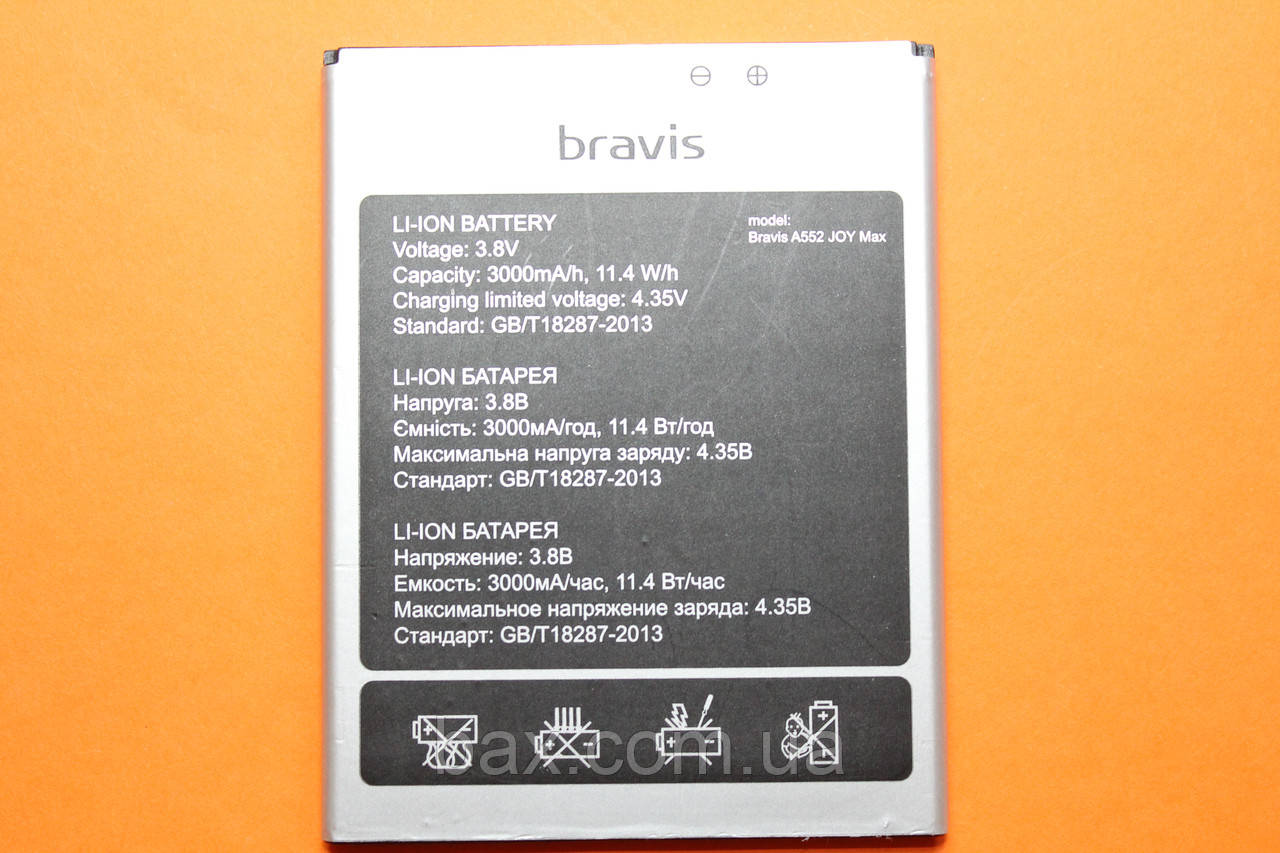 bravis
LI-ION BATTERY
Voltage: 3.8V
Capacity: 3000mA/h, 11.4 W/h
Charging limited voltage: 4.35V
Standard: GB/T18287-2013
model:
Bravis A552 JOY Max
LI-ION БАТАРЕЯ
Напруга: 3.8В
Ємність: 3000мА/год, 11.4 Вт/год
Максимальна напруга заряду: 4.35В
Стандарт: GB/T18287-2013
LI-ION БАТАРЕЯ
Напряжение: 3.8В
Емкость: 3000мА/час, 11.4 Вт/час
Максимальное напряжение заряда: 4.35В
Стандарт: GB/T18287-2013
bax.com.ua